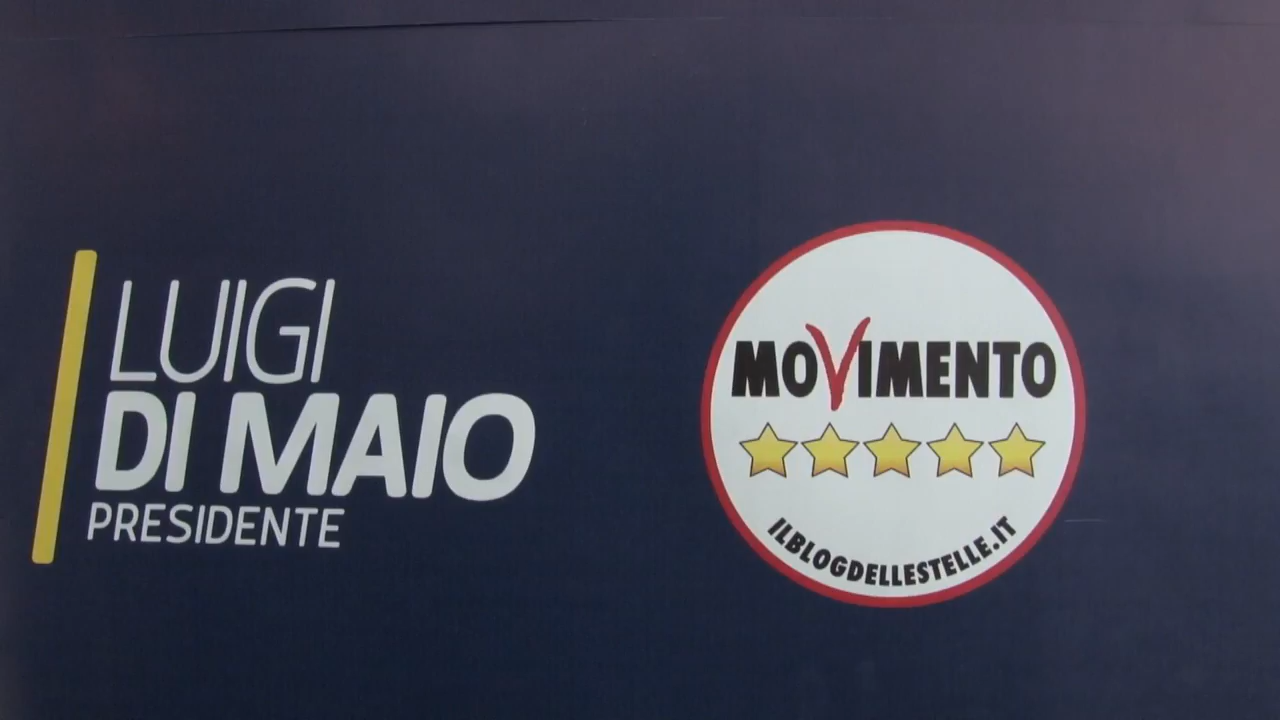 LUIGI
DI MAIO
PRESIDENTE
MOVIMENTO
ILBLOGDELLESTELLE.IT